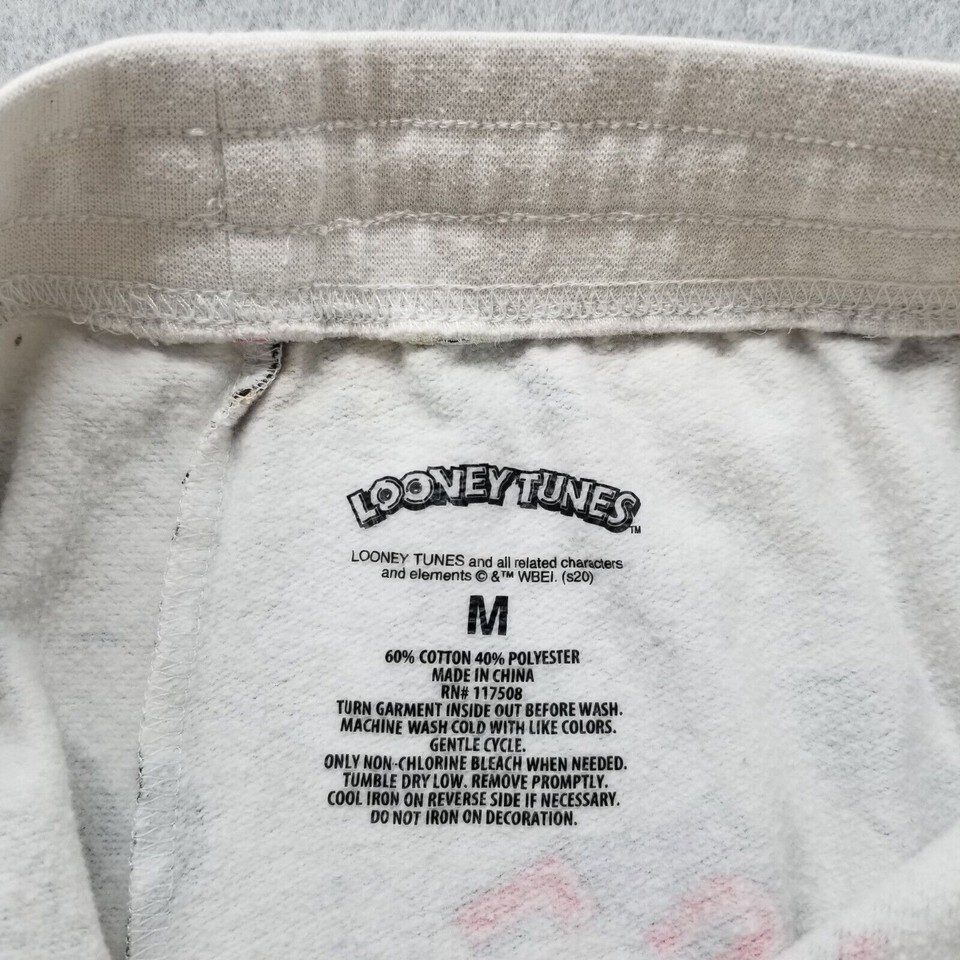 LOONEY TUNES™
LOONEY TUNES and all related characters
and elements © &™ WBEI. (s20)
M
60% COTTON 40% POLYESTER
MADE IN CHINA
RN# 117508
TURN GARMENT INSIDE OUT BEFORE WASH.
MACHINE WASH COLD WITH LIKE COLORS.
GENTLE CYCLE.
ONLY NON-CHLORINE BLEACH WHEN NEEDED.
TUMBLE DRY LOW. REMOVE PROMPTLY.
COOL IRON ON REVERSE SIDE IF NECESSARY.
DO NOT IRON ON DECORATION.